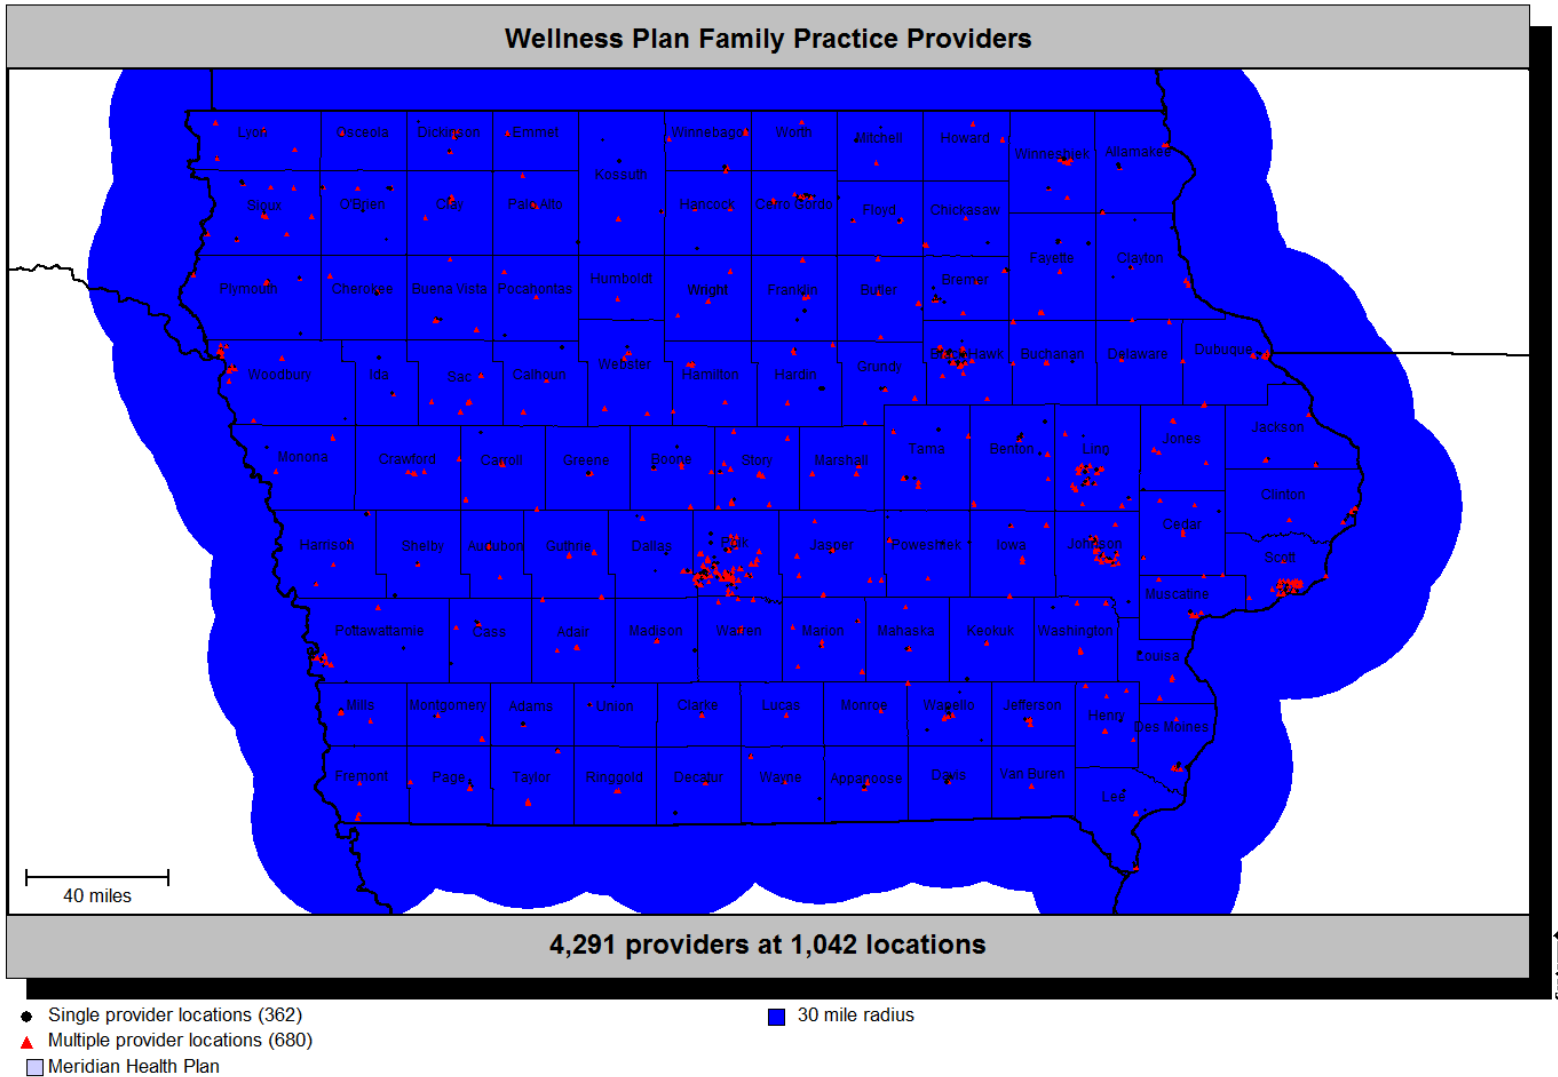 Wellness Plan Family Practice Providers
Lyon Osceola Dickinson Emmet Winnebago Worth Mitchell Howard Winneshiek Allamakee
Kossuth
Sioux O'Brien Clay Palo Alto Hancock Cerro Gordo Floyd Chickasaw
Fayette Clayton
Plymouth Cherokee Buena Vista Pocahontas Humboldt Wright Franklin Butler Bremer
Woodbury Ida Sac Calhoun Webster Hamilton Hardin Grundy Black Hawk Buchanan Delaware Dubuque
Monona Crawford Carroll Greene Boone Story Marshall Tama Benton Linn Jones Jackson
Clinton
Harrison Shelby Audubon Guthrie Dallas Polk Jasper Poweshiek Iowa Johnson Cedar
Scott
Muscatine
Pottawattamie Cass Adair Madison Warren Marion Mahaska Keokuk Washington
Louisa
Mills Montgomery Adams Union Clarke Lucas Monroe Wapello Jefferson Henry Des Moines
Fremont Page Taylor Ringgold Decatur Wayne Appanoose Davis Van Buren
Lee
40 miles
4,291 providers at 1,042 locations
Single provider locations (362)
30 mile radius
Multiple provider locations (680)
Meridian Health Plan